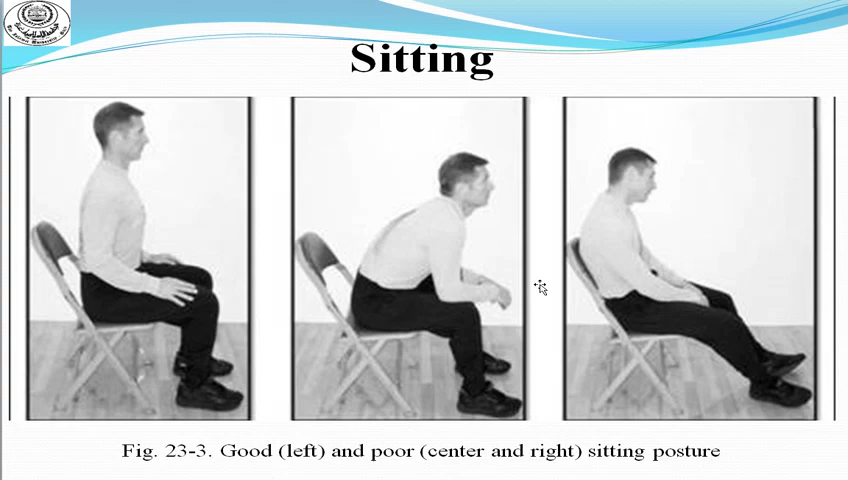 Sitting
Fig. 23-3. Good (left) and poor (center and right) sitting posture